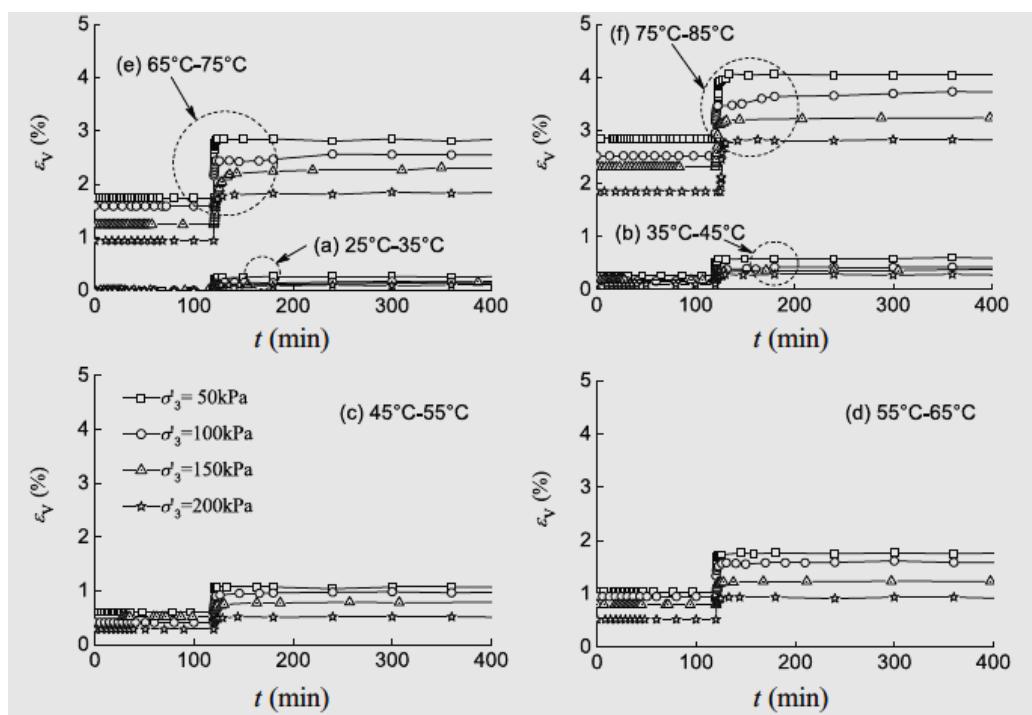 5
4
3
2
1
0
εv (%)
(e) 65°C-75°C
(a) 25°C-35°C
0 100 200 300 400
t (min)
5
4
3
2
1
0
εv (%)
(f) 75°C-85°C
(b) 35°C-45°C
0 100 200 300 400
t (min)
5
4
3
2
1
0
εv (%)
σ'3= 50kPa
σ'3=100kPa
σ'3=150kPa
σ'3=200kPa
(c) 45°C-55°C
0 100 200 300 400
t (min)
5
4
3
2
1
0
εv (%)
(d) 55°C-65°C
0 100 200 300 400
t (min)